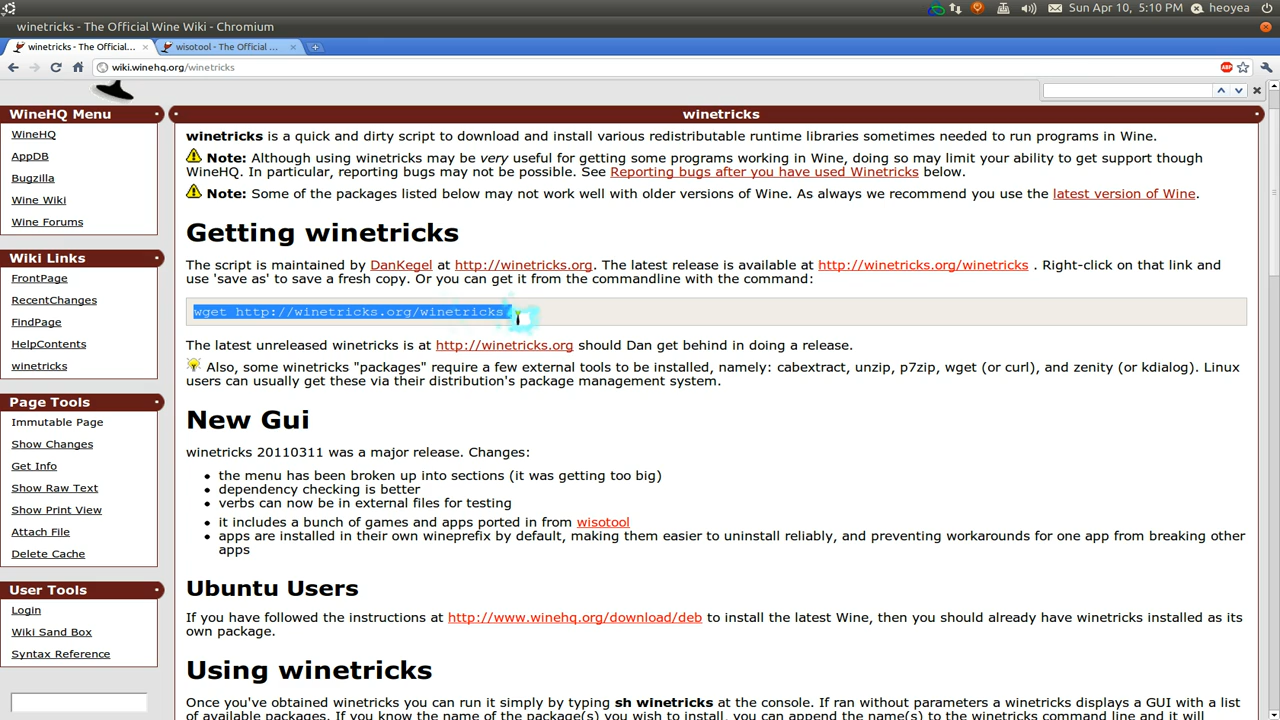 Sun Apr 10, 5:10 PM heoyea
winetricks - The Official Wine Wiki - Chromium
winetricks - The Official... wisotool - The Official ...
wiki.winehq.org/winetricks
ABP
WineHQ Menu
WineHQ
AppDB
Bugzilla
Wine Wiki
Wine Forums
Wiki Links
FrontPage
RecentChanges
FindPage
HelpContents
winetricks
Page Tools
Immutable Page
Show Changes
Get Info
Show Raw Text
Show Print View
Attach File
Delete Cache
User Tools
Login
Wiki Sand Box
Syntax Reference
winetricks
winetricks is a quick and dirty script to download and install various redistributable runtime libraries sometimes needed to run programs in Wine.
Note: Although using winetricks may be very useful for getting some programs working in Wine, doing so may limit your ability to get support though
WineHQ. In particular, reporting bugs may not be possible. See Reporting bugs after you have used Winetricks below.
Note: Some of the packages listed below may not work well with older versions of Wine. As always we recommend you use the latest version of Wine.
Getting winetricks
The script is maintained by DanKegel at http://winetricks.org. The latest release is available at http://winetricks.org/winetricks . Right-click on that link and
use 'save as' to save a fresh copy. Or you can get it from the commandline with the command:
wget http://winetricks.org/winetricks
The latest unreleased winetricks is at http://winetricks.org should Dan get behind in doing a release.
Also, some winetricks "packages" require a few external tools to be installed, namely: cabextract, unzip, p7zip, wget (or curl), and zenity (or kdialog). Linux
users can usually get these via their distribution's package management system.
New Gui
winetricks 20110311 was a major release. Changes:
the menu has been broken up into sections (it was getting too big)
dependency checking is better
verbs can now be in external files for testing
it includes a bunch of games and apps ported in from wisotool
apps are installed in their own wineprefix by default, making them easier to uninstall reliably, and preventing workarounds for one app from breaking other
apps
Ubuntu Users
If you have followed the instructions at http://www.winehq.org/download/deb to install the latest Wine, then you should already have winetricks installed as its
own package.
Using winetricks
Once you've obtained winetricks you can run it simply by typing sh winetricks at the console. If ran without parameters a winetricks displays a GUI with a list
of available packages. If you know the name of the package(s) you wish to install, you can append the name(s) to the winetricks command line and it will